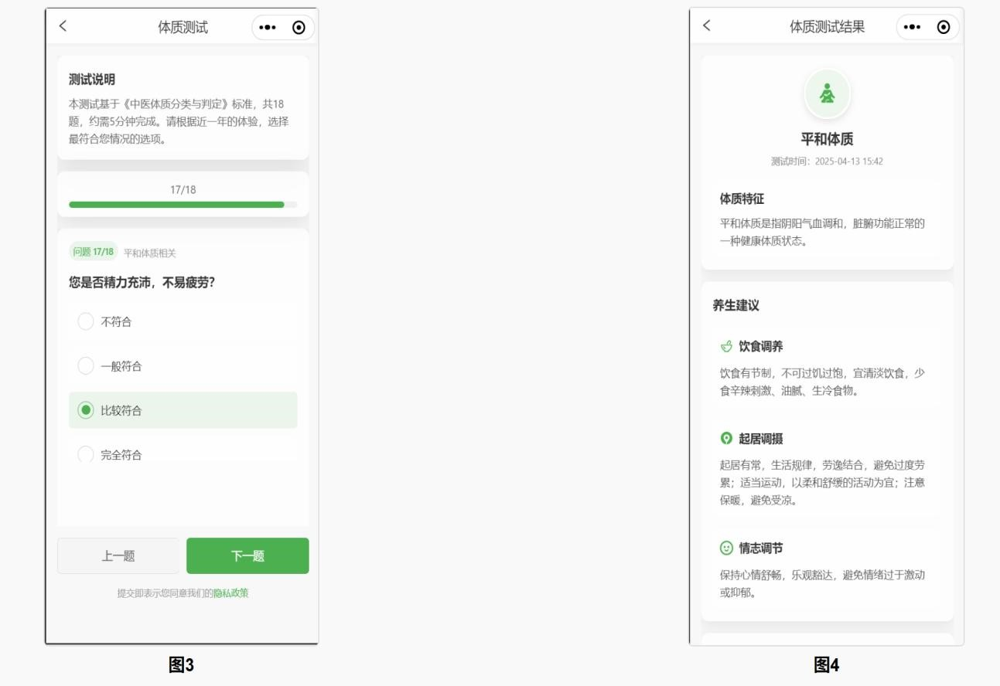 体质测试
测试说明
本测试基于《中医体质分类与判定》标准，共18
题，约需5分钟完成。请根据近一年的体验，选择
最符合您情况的选项。
17/18
问题 17/18 平和体质相关
您是否精力充沛，不易疲劳？
不符合
一般符合
比较符合
完全符合
上一题
下一题
提交即表示您同意我们的隐私政策
图3
体质测试结果
平和体质
测试时间：2025-04-13 15:42
体质特征
平和体质是指阴阳气血调和，脏腑功能正常的
一种健康体质状态。
养生建议
饮食调养
饮食有节制，不可过饥过饱，宜清淡饮食，少
食辛辣刺激、油腻、生冷食物。
起居调摄
起居有常，生活规律，劳逸结合，避免过度劳
累；适当运动，以柔和舒缓的活动为宜；注意
保暖，避免受凉。
情志调节
保持心情舒畅，乐观豁达，避免情绪过于激动
或抑郁。
图4